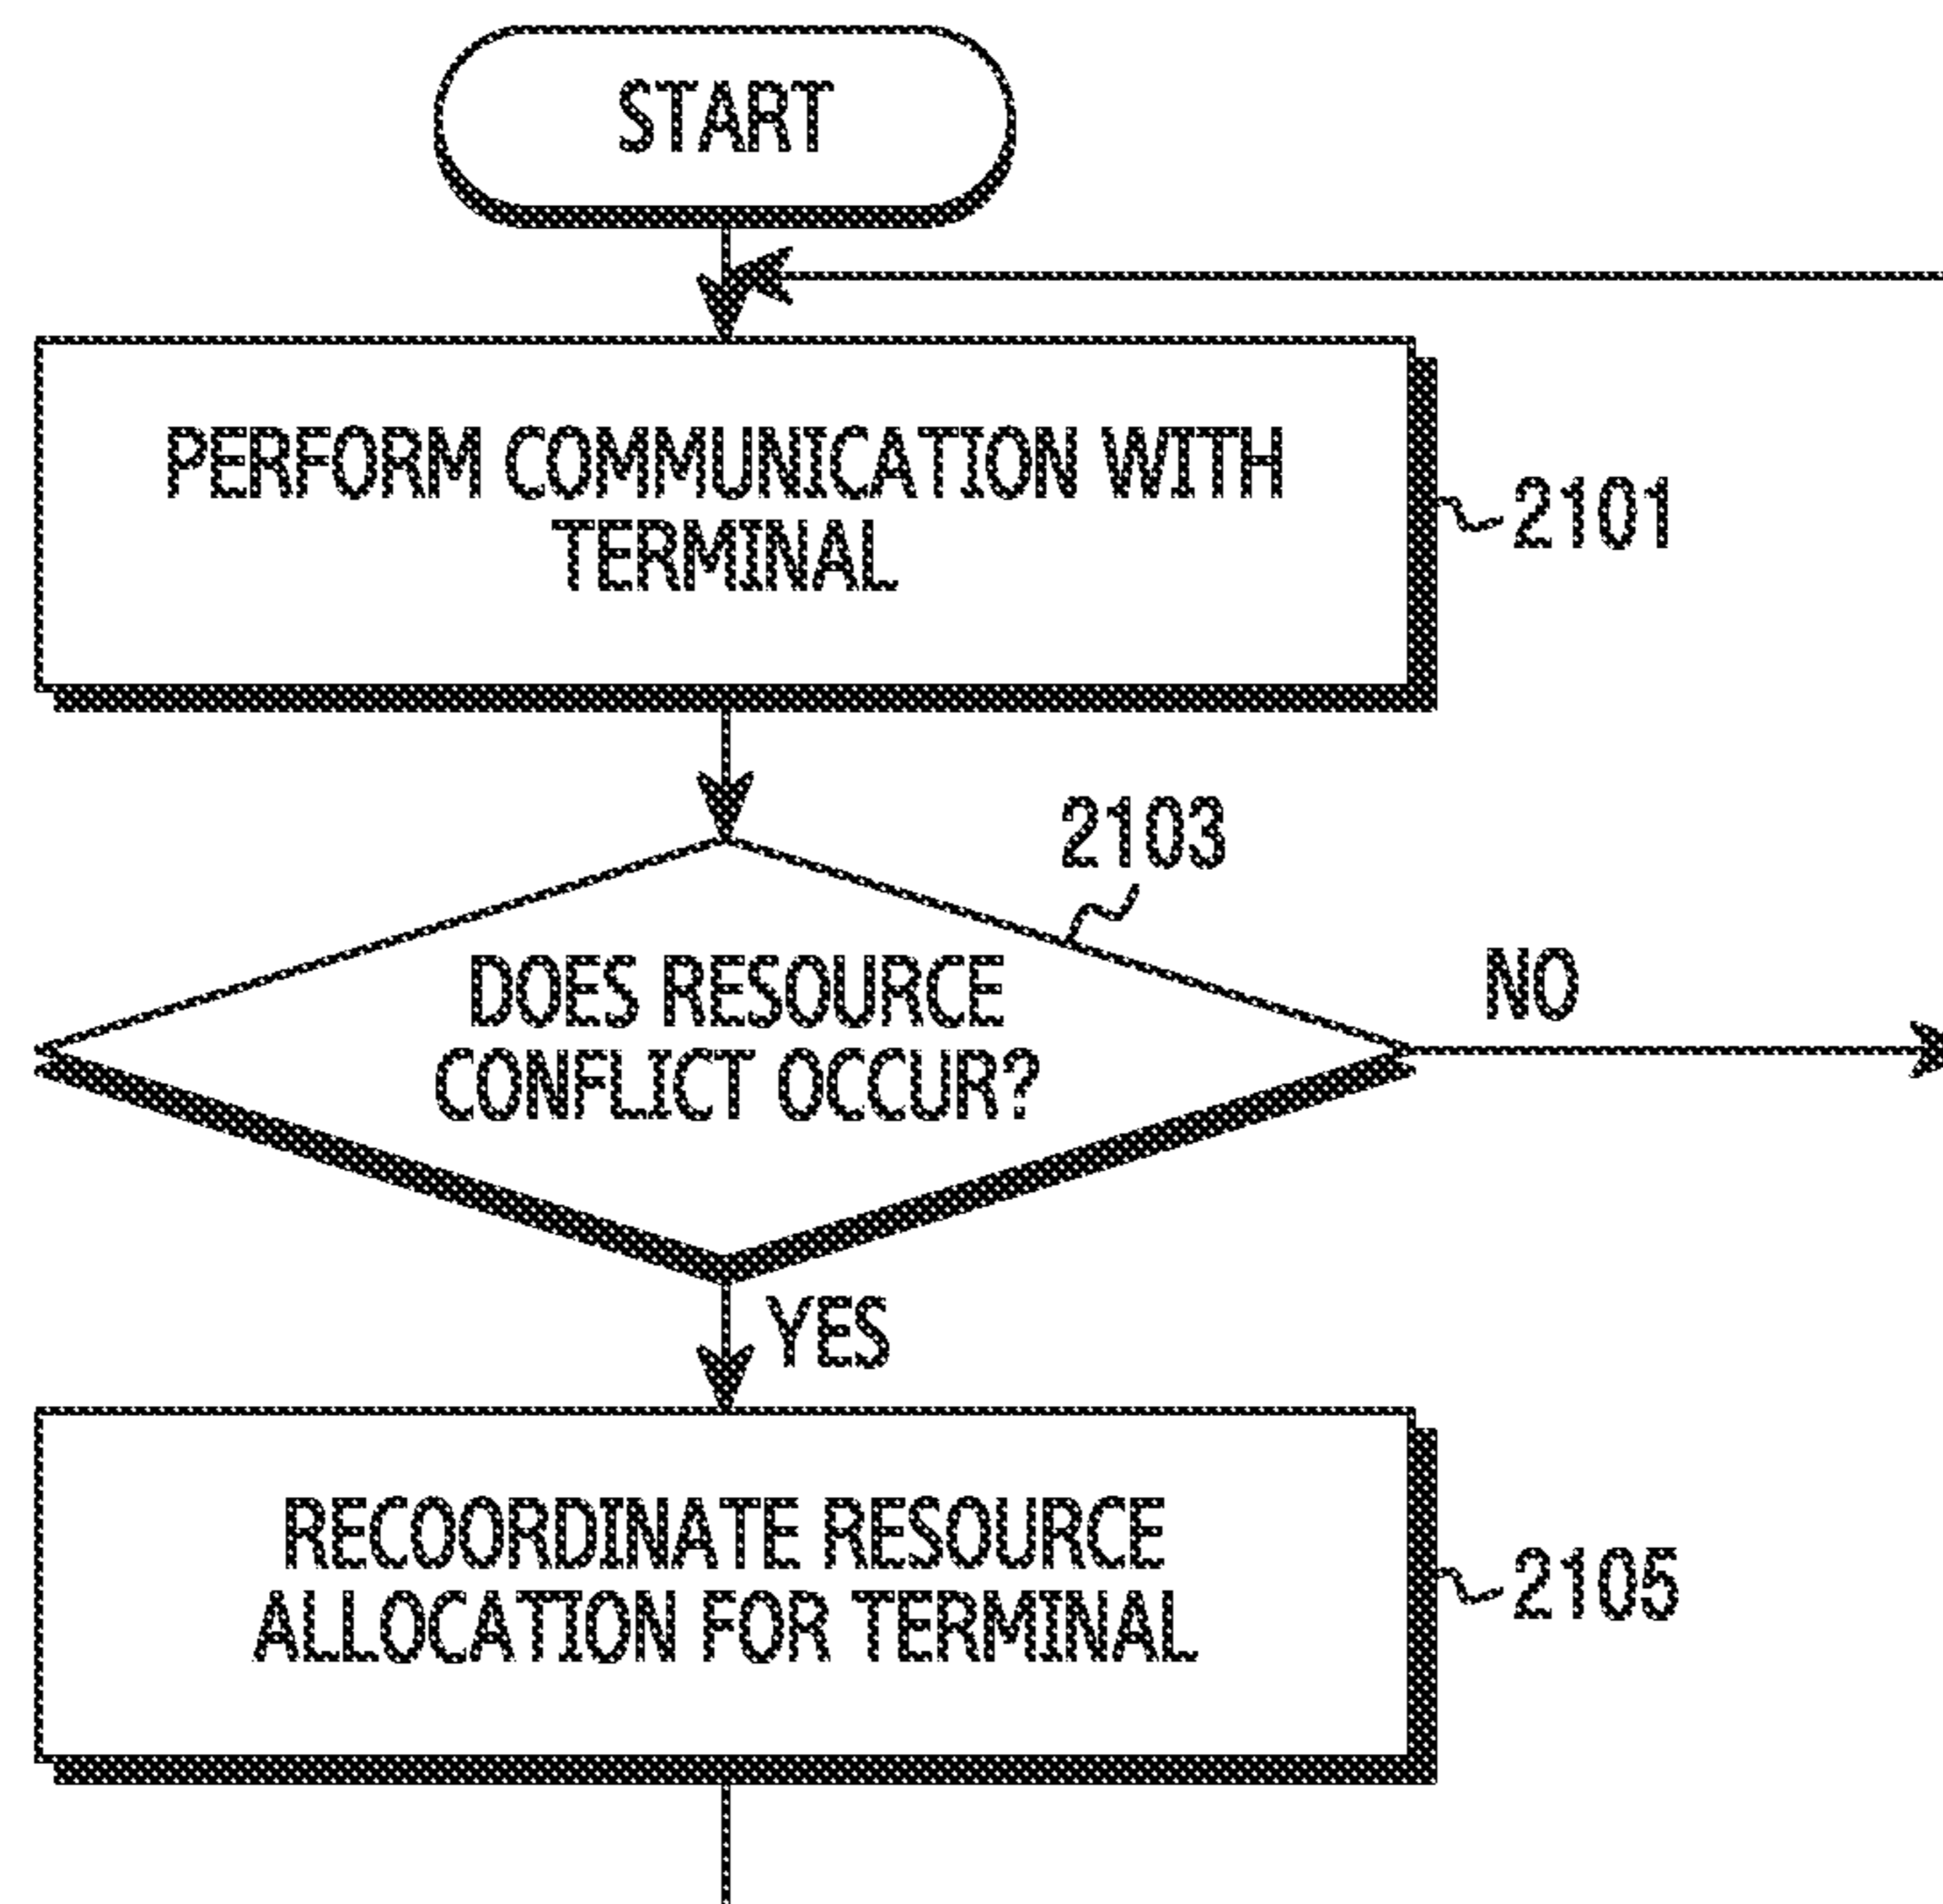 START
PERFORM COMMUNICATION WITH
TERMINAL
2101
2103
DOES RESOURCE
CONFLICT OCCUR?
NO
YES
RECOORDINATE RESOURCE
ALLOCATION FOR TERMINAL
2105